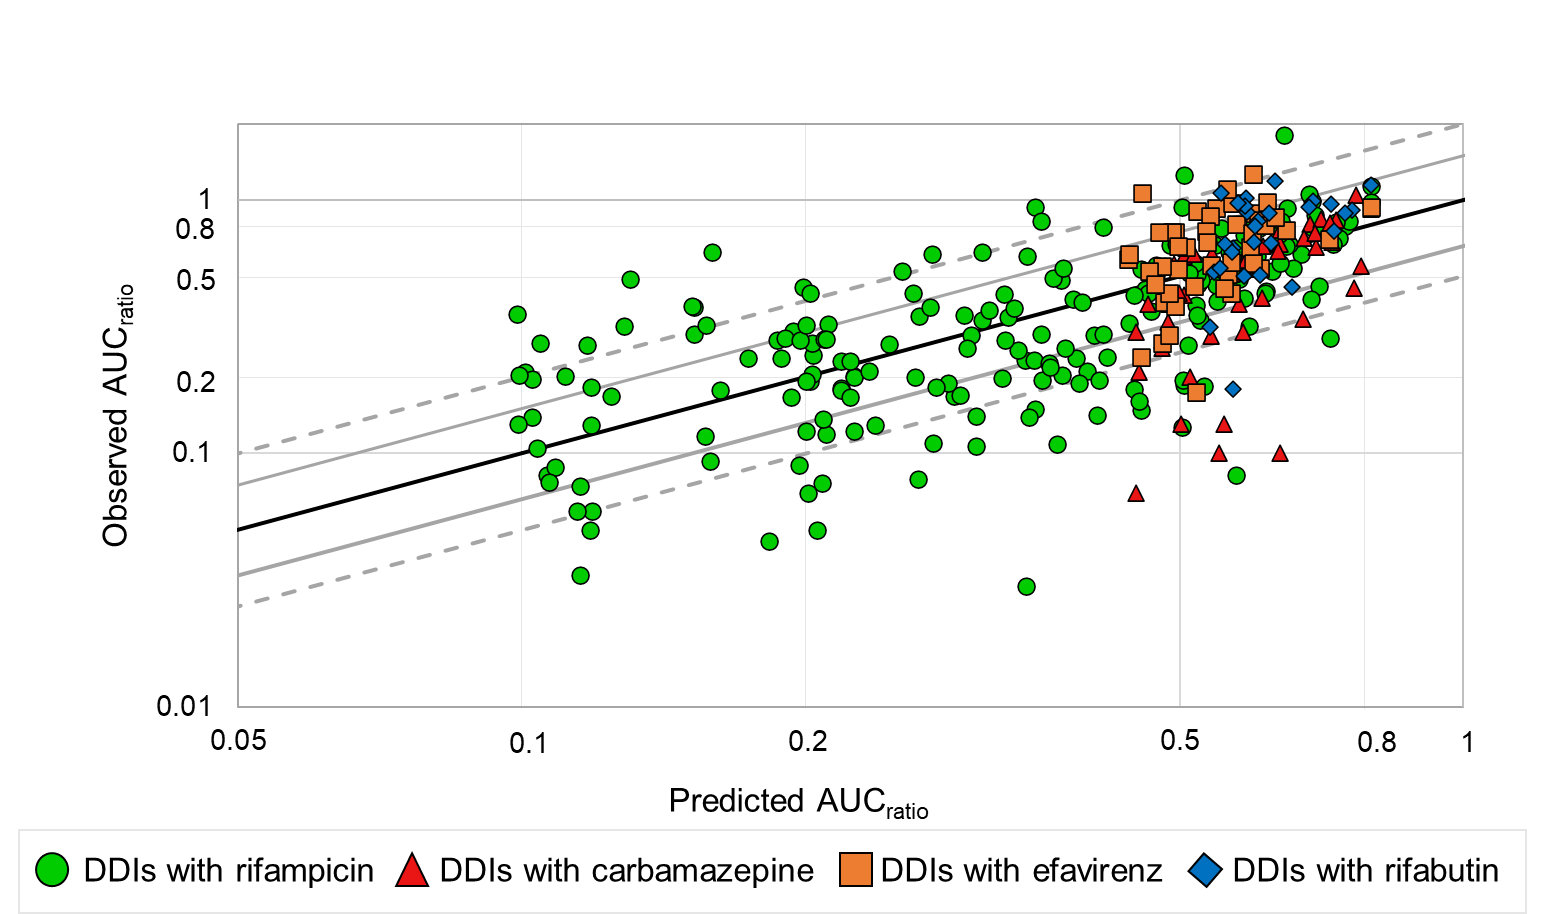 1
0.8
0.5
0.2
0.1
0.01
Observed AUCratio
0.05
0.1
0.2
0.5
0.8
1
Predicted AUCratio
DDIs with rifampicin
DDIs with carbamazepine
DDIs with efavirenz
DDIs with rifabutin